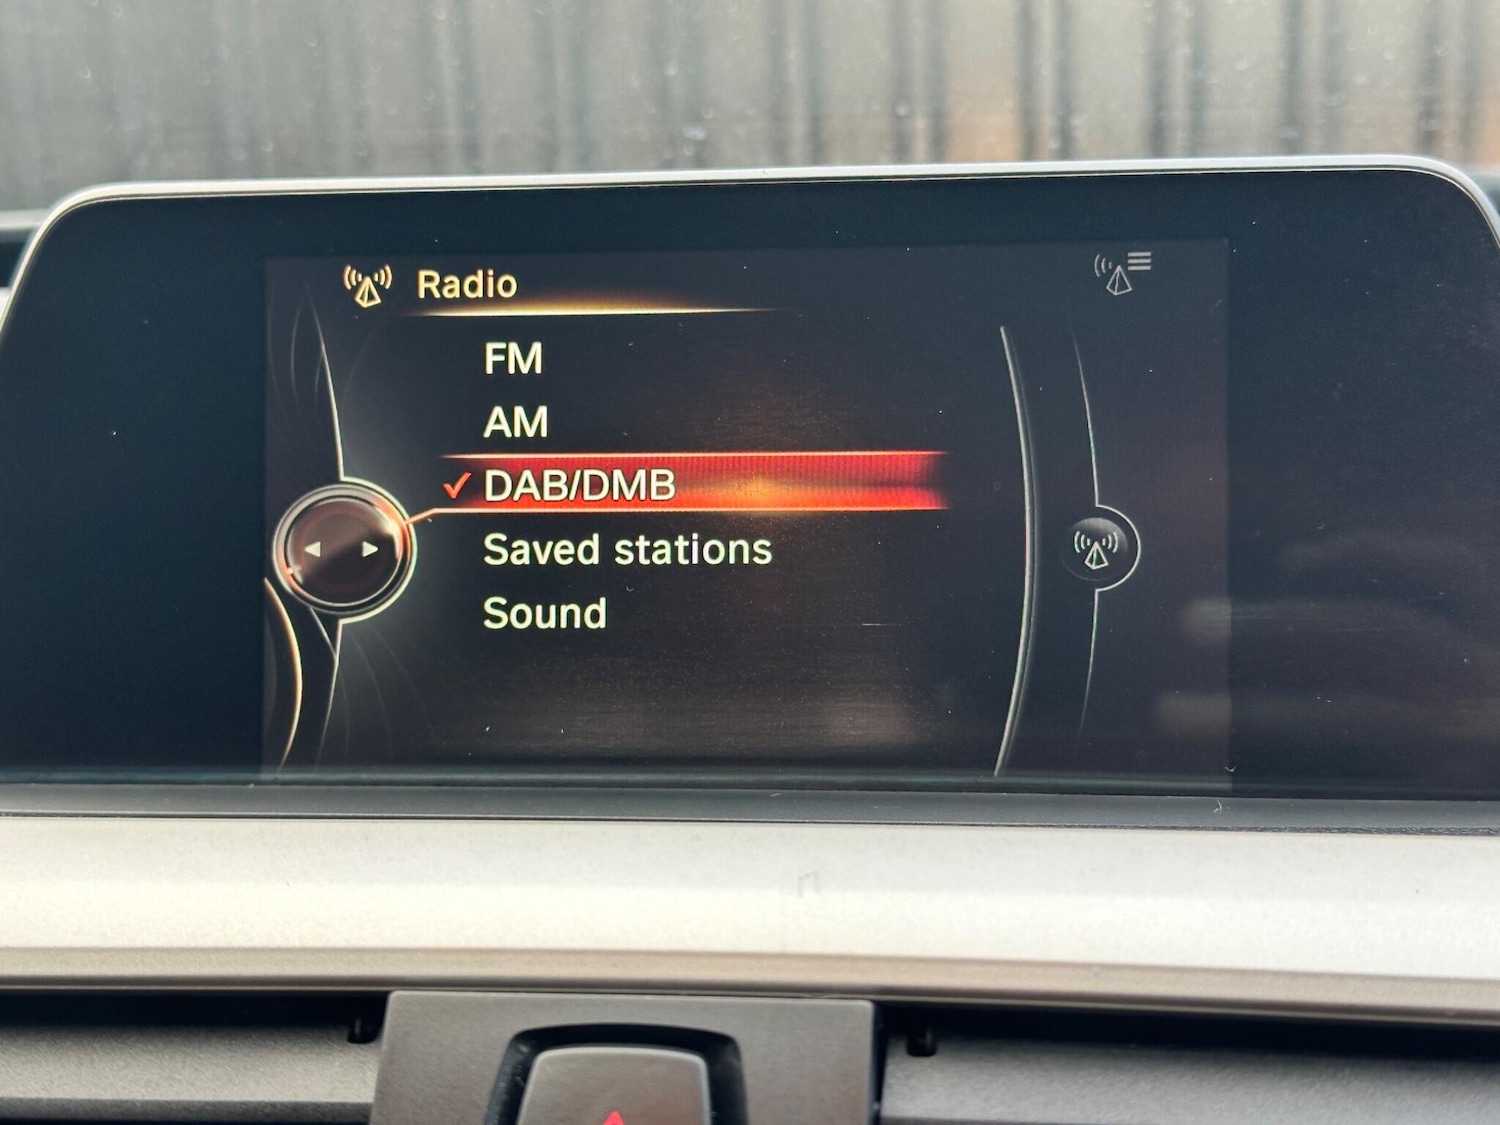 Radio
FM
AM
DAB/DMB
Saved stations
Sound